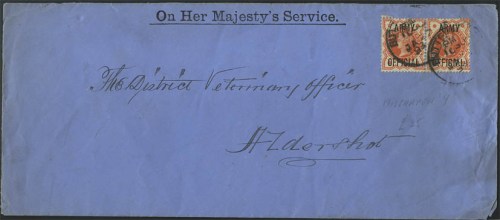 On Her Majesty's Service.
ARMY ARMY
OFFICIAL OFFICIAL
The District Veterinary Officer
Aldershot